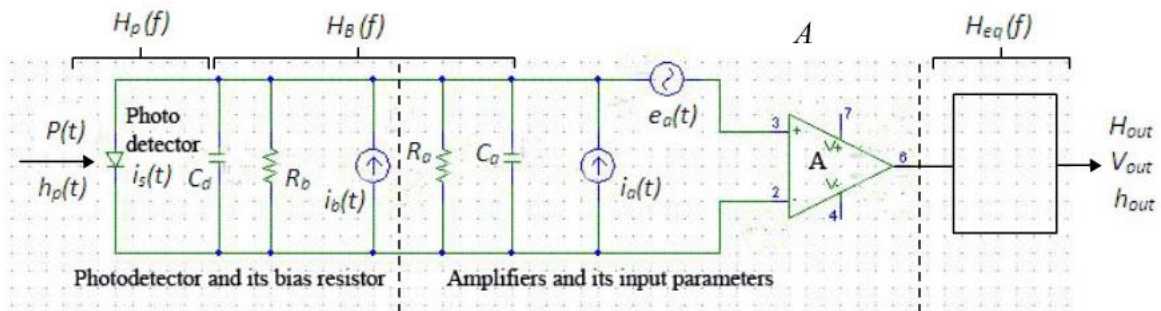 Hp(f)
HB(f)
A
Heq(f)
P(t)
hp(t)
Photo
detector
is(t)
Cd
Rb
ib(t)
Ra
Ca
ia(t)
ea(t)
3
+
7
V+
A
6
2
-
V-
4
Hout
Vout
hout
Photodetector and its bias resistor
Amplifiers and its input parameters